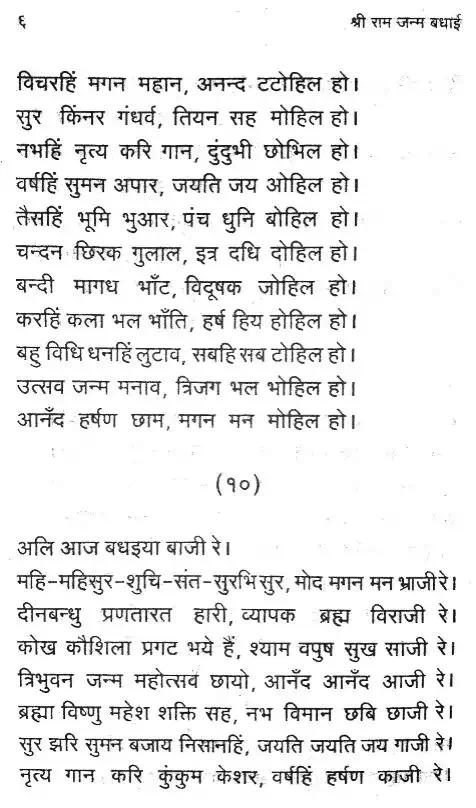 ६ श्री राम जन्म बधाई
विचरहिं मगन महान, अनन्द टटोहिल हो।
सुर किंनर गंधर्व, तियन सह मोहिल हो।
नभहिं नृत्य करि गान, दुंदुभी छोभिल हो।
वर्षहिं सुमन अपार, जयति जय ओहिल हो।
तैसहिं भूमि भुआर, पंच धुनि बोहिल हो।
चन्दन छिरक गुलाल, इत्र दधि दोहिल हो।
बन्दी मागध भाँट, विदूषक जोहिल हो।
करहिं कला भल भाँति, हर्ष हिय होहिल हो।
बहु विधि धनहिं लुटाव, सबहि सब टोहिल हो।
उत्सव जन्म मनाव, त्रिजग भल भोहिल हो।
आनँद हर्षण छाम, मगन मन मोहिल हो।
(१०)
अलि आज बधइया बाजी रे।
महि-महिसुर-शुचि-संत-सुरभिसुर, मोद मगन मन भ्राजी रे।
दीनबन्धु प्रणतारत हारी, व्यापक ब्रह्म विराजी रे।
कोख कौशिला प्रगट भये हैं, श्याम वपुष सुख साजी रे।
त्रिभुवन जन्म महोत्सव छायो, आनँद आनँद आजी रे।
ब्रह्मा विष्णु महेश शक्ति सह, नभ विमान छबि छाजी रे।
सुर झरि सुमन बजाय निसानहिं, जयति जयति जय गाजी रे।
नृत्य गान करि कुंकुम केशर, वर्षहिं हर्षण काजी रे।